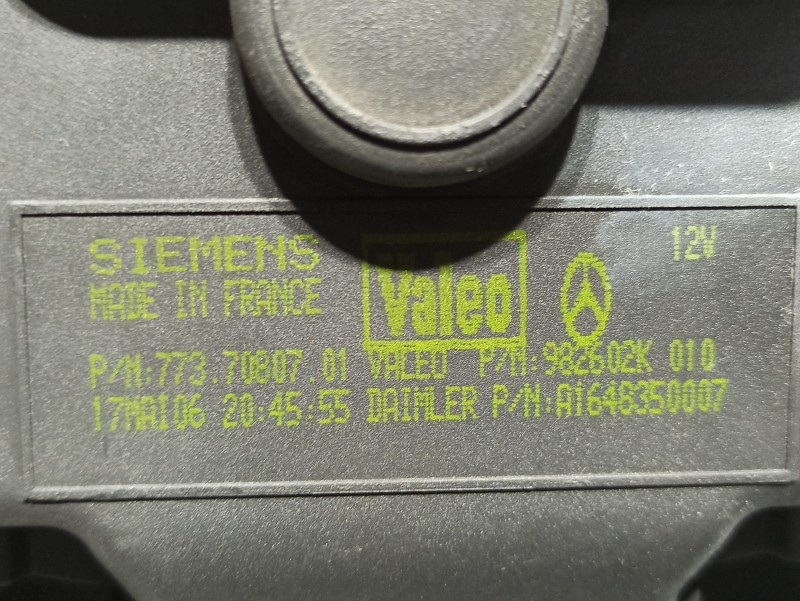 SIEMENS
Valeo
12V
MADE IN FRANCE
P/N:773.70807.01 VALEO P/N:982602K 010
17MAI06 20:45:55 DAIMLER P/N:A1648350007